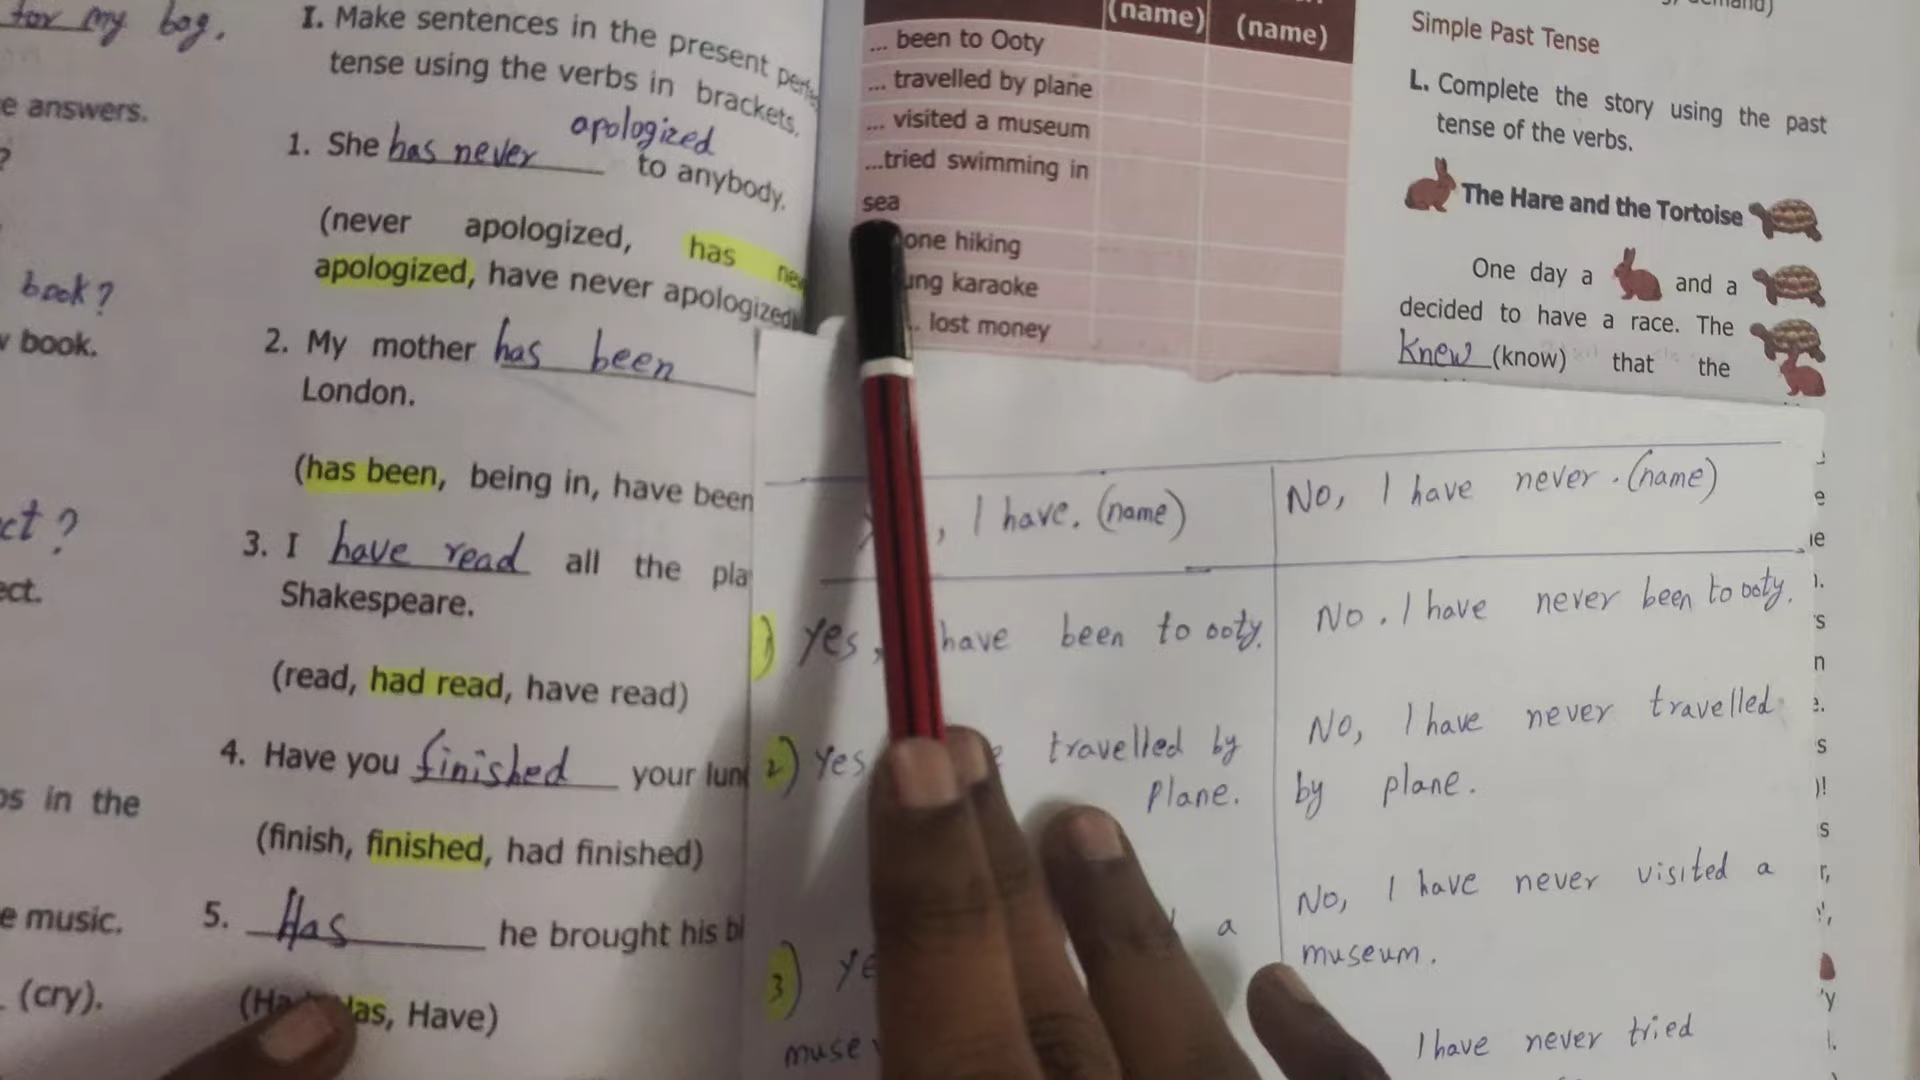 for my bag.
e answers.
?
book?
book.
ct?
ect.
os in the
e music.
(cry).
I. Make sentences in the present
tense using the verbs in brackets.
apologized
1. She has never to anybody.
(never apologized, has
apologized, have never apologized)
2. My mother has been
London.
(has been, being in, have been
3. I have read all the
Shakespeare.
(read, had read, have read)
4. Have you finished your
(finish, finished, had finished)
5. Has he brought his
Have)
(name) (name)
... been to Ooty
... travelled by plane
... visited a museum
...tried swimming in
sea
one hiking
ung karaoke
.. lost money
Simple Past Tense
L. Complete the story using the past
tense of the verbs.
The Hare and the Tortoise
One day a and a
decided to have a race. The
knew (know) that the
, I have. (name) No, I have never. (name)
1) Yes, have been to ooty. No. I have never been to ooty.
2) Yes travelled by No, I have never travelled
Plane. by plane.
3) a No, I have never visited a
museum.
I have never tried